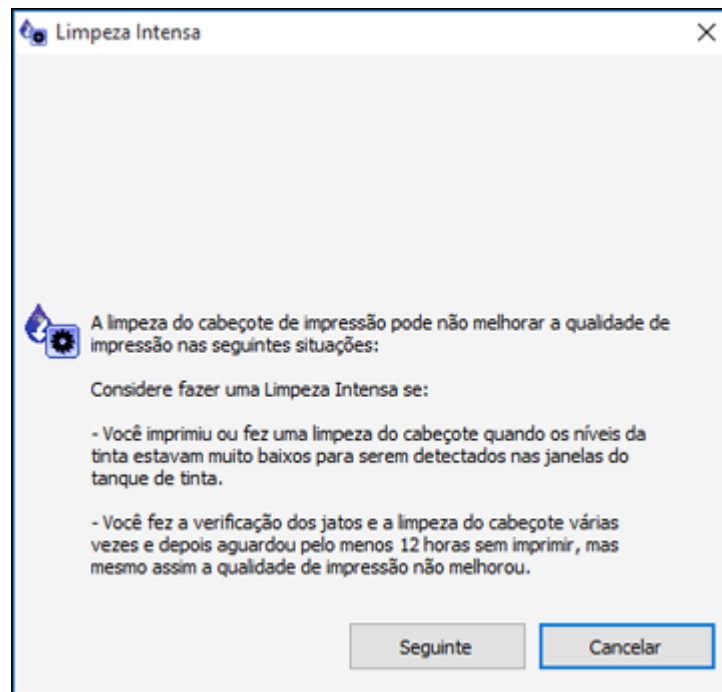 Limpeza Intensa
A limpeza do cabeçote de impressão pode não melhorar a qualidade de
impressão nas seguintes situações:
Considere fazer uma Limpeza Intensa se:
- Você imprimiu ou fez uma limpeza do cabeçote quando os níveis da
tinta estavam muito baixos para serem detectados nas janelas do
tanque de tinta.
- Você fez a verificação dos jatos e a limpeza do cabeçote várias
vezes e depois aguardou pelo menos 12 horas sem imprimir, mas
mesmo assim a qualidade de impressão não melhorou.
Seguinte
Cancelar